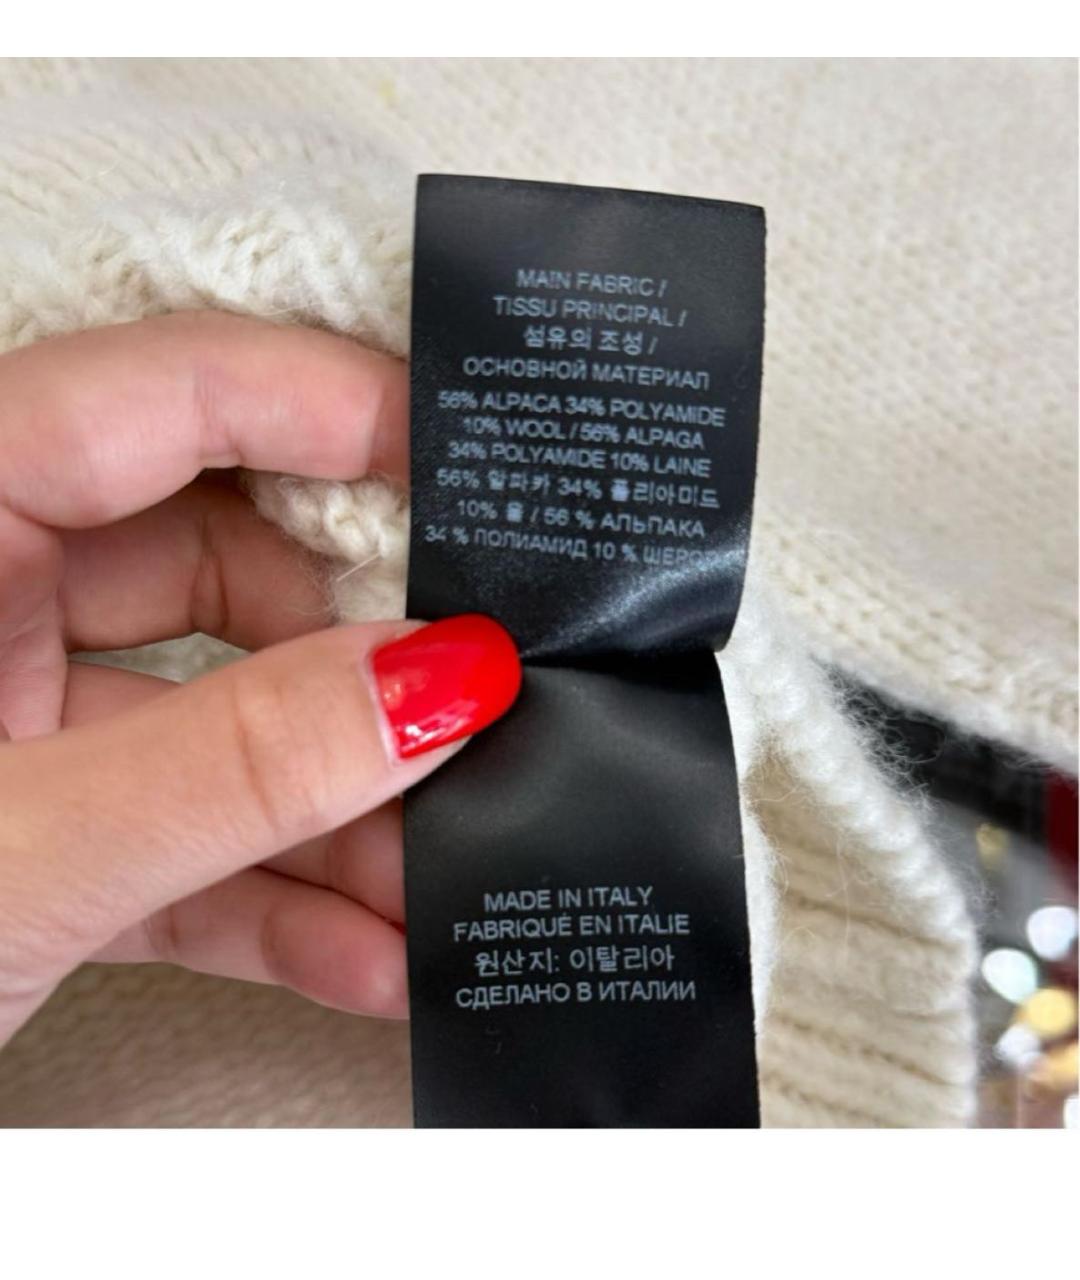 MAIN FABRIC /
TISSU PRINCIPAL /
섬유의 조성 /
ОСНОВНОЙ МАТЕРИАЛ
56% ALPACA 34% POLYAMIDE
10% WOOL / 56% ALPAGA
34% POLYAMIDE 10% LAINE
56% 알파카 34% 폴리아미드
10% 울 / 56 % АЛЬПАКА
34 % ПОЛИАМИД 10 %
MADE IN ITALY
FABRIQUÉ EN ITALIE
원산지: 이탈리아
СДЕЛАНО В ИТАЛИИ